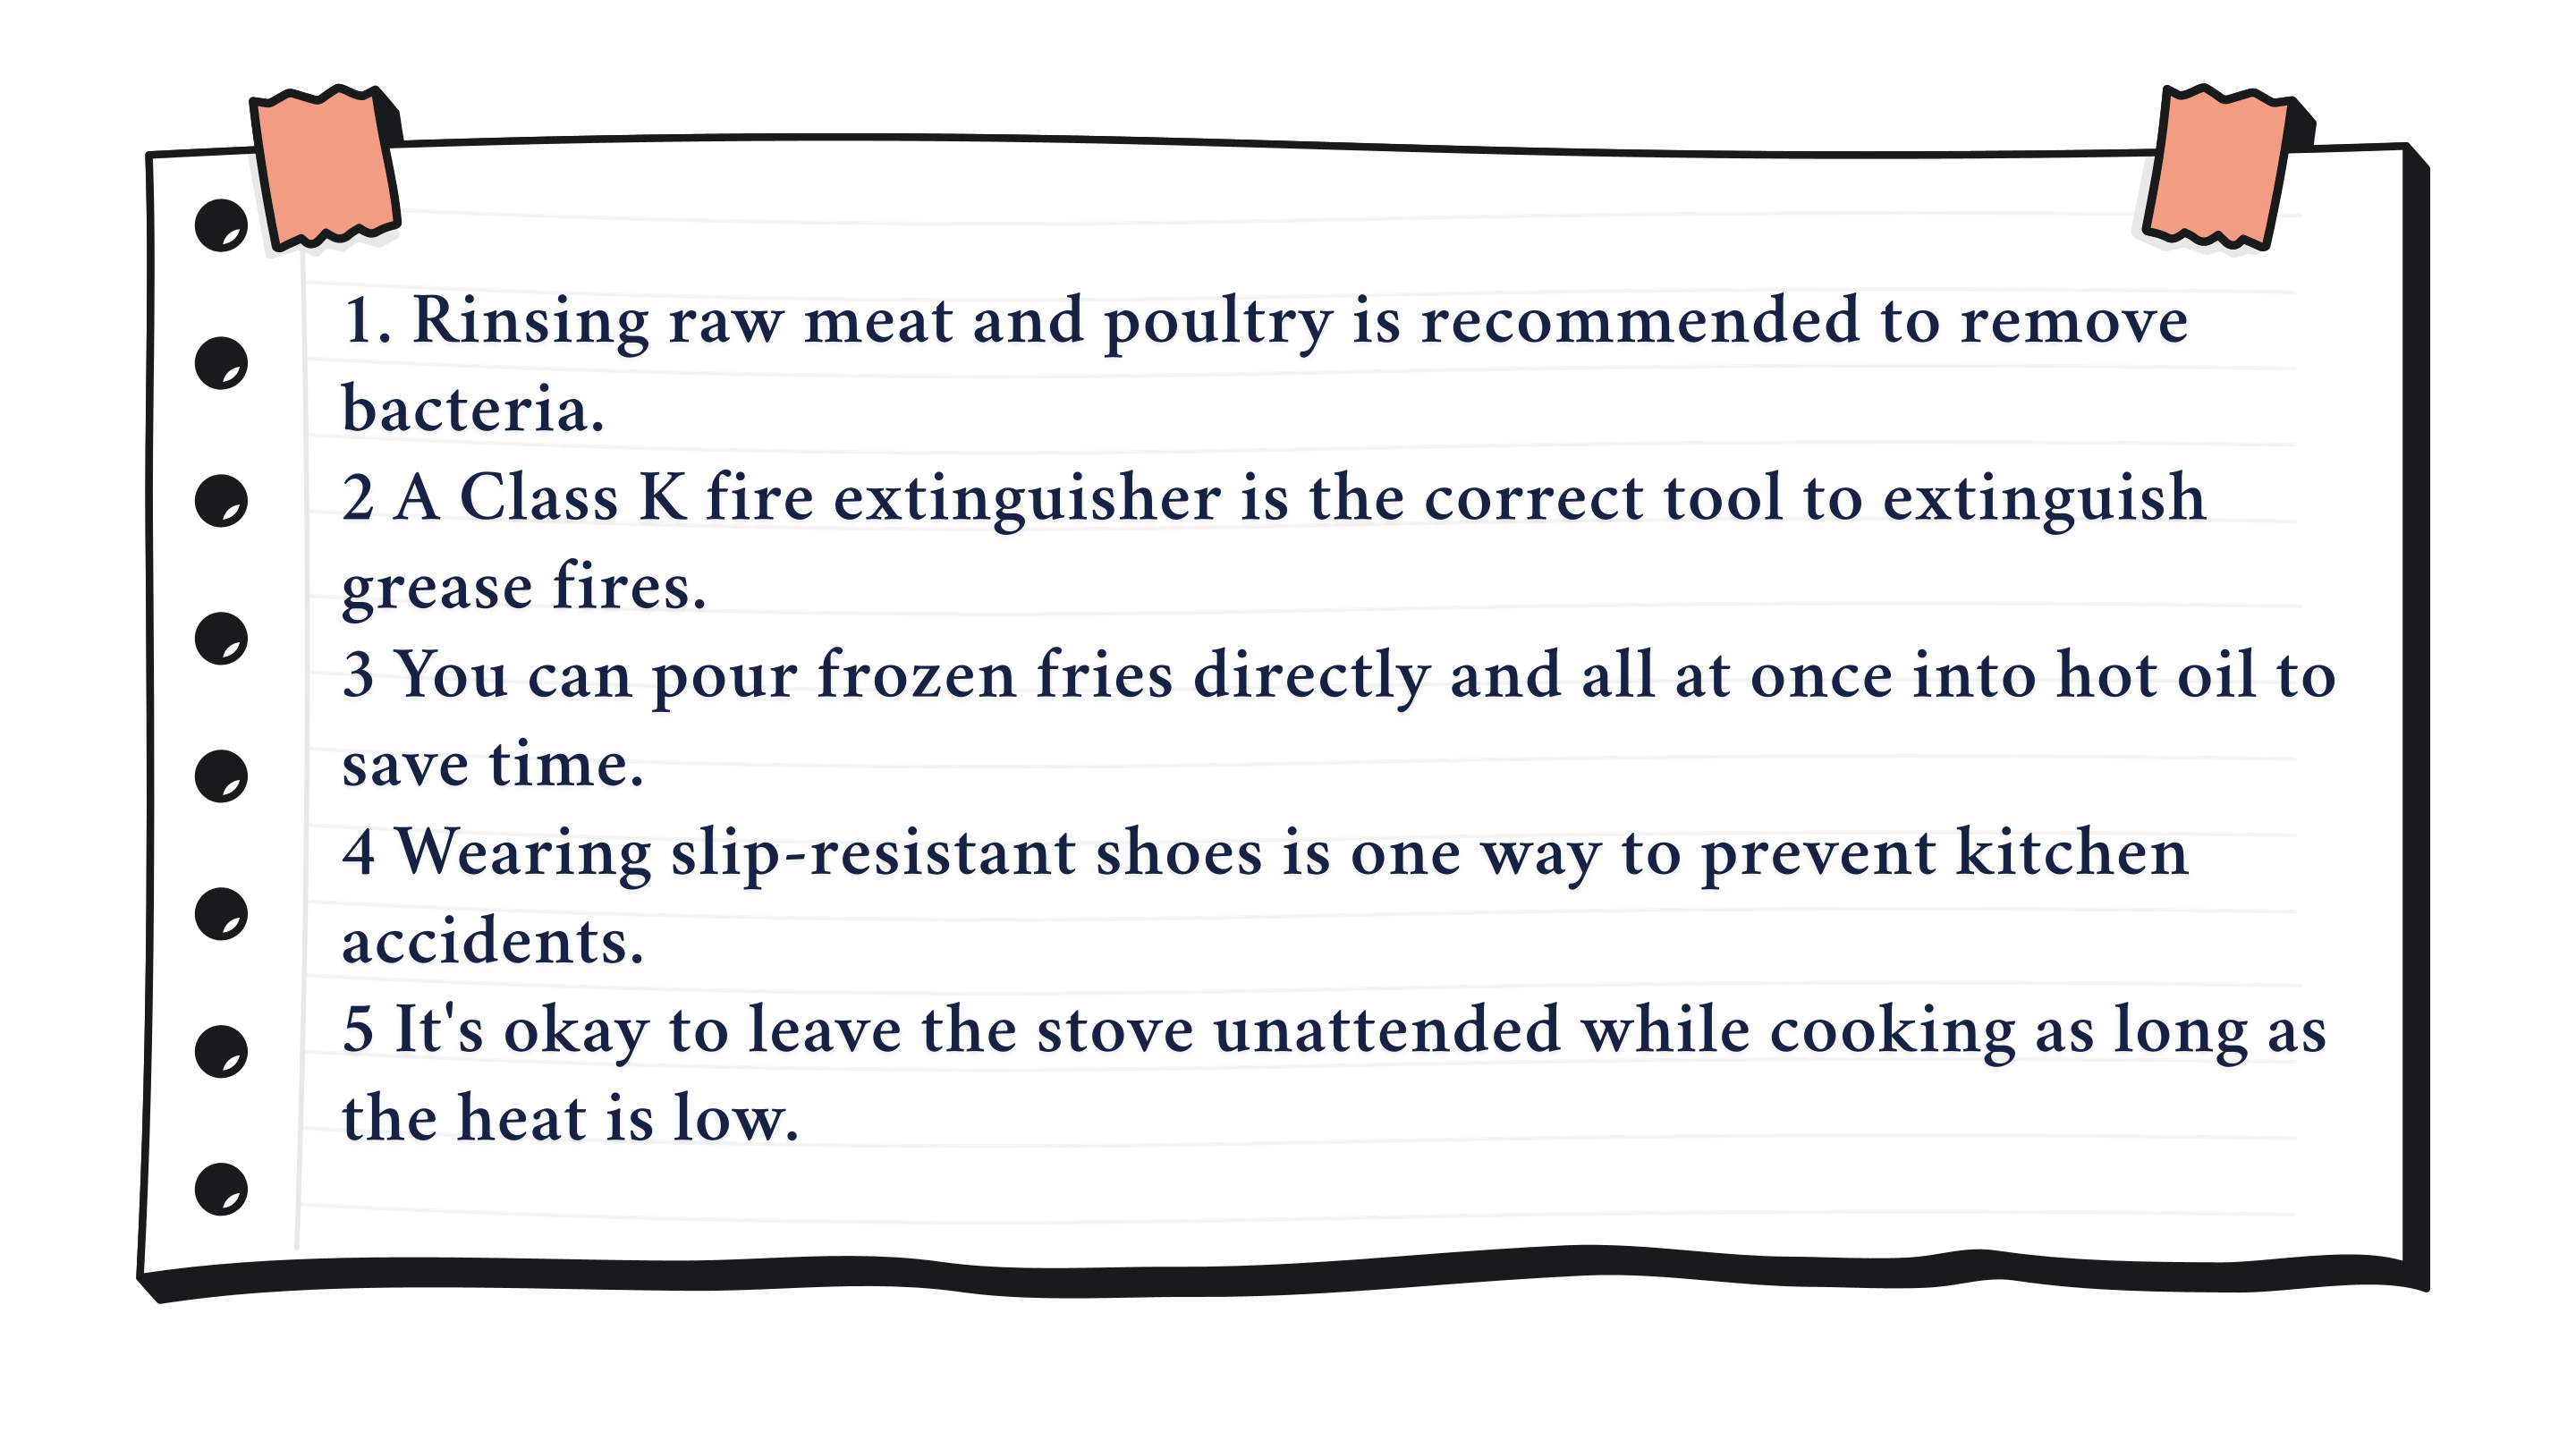 1. Rinsing raw meat and poultry is recommended to remove
bacteria.
2 A Class K fire extinguisher is the correct tool to extinguish
grease fires.
3 You can pour frozen fries directly and all at once into hot oil to
save time.
4 Wearing slip-resistant shoes is one way to prevent kitchen
accidents.
5 It's okay to leave the stove unattended while cooking as long as
the heat is low.